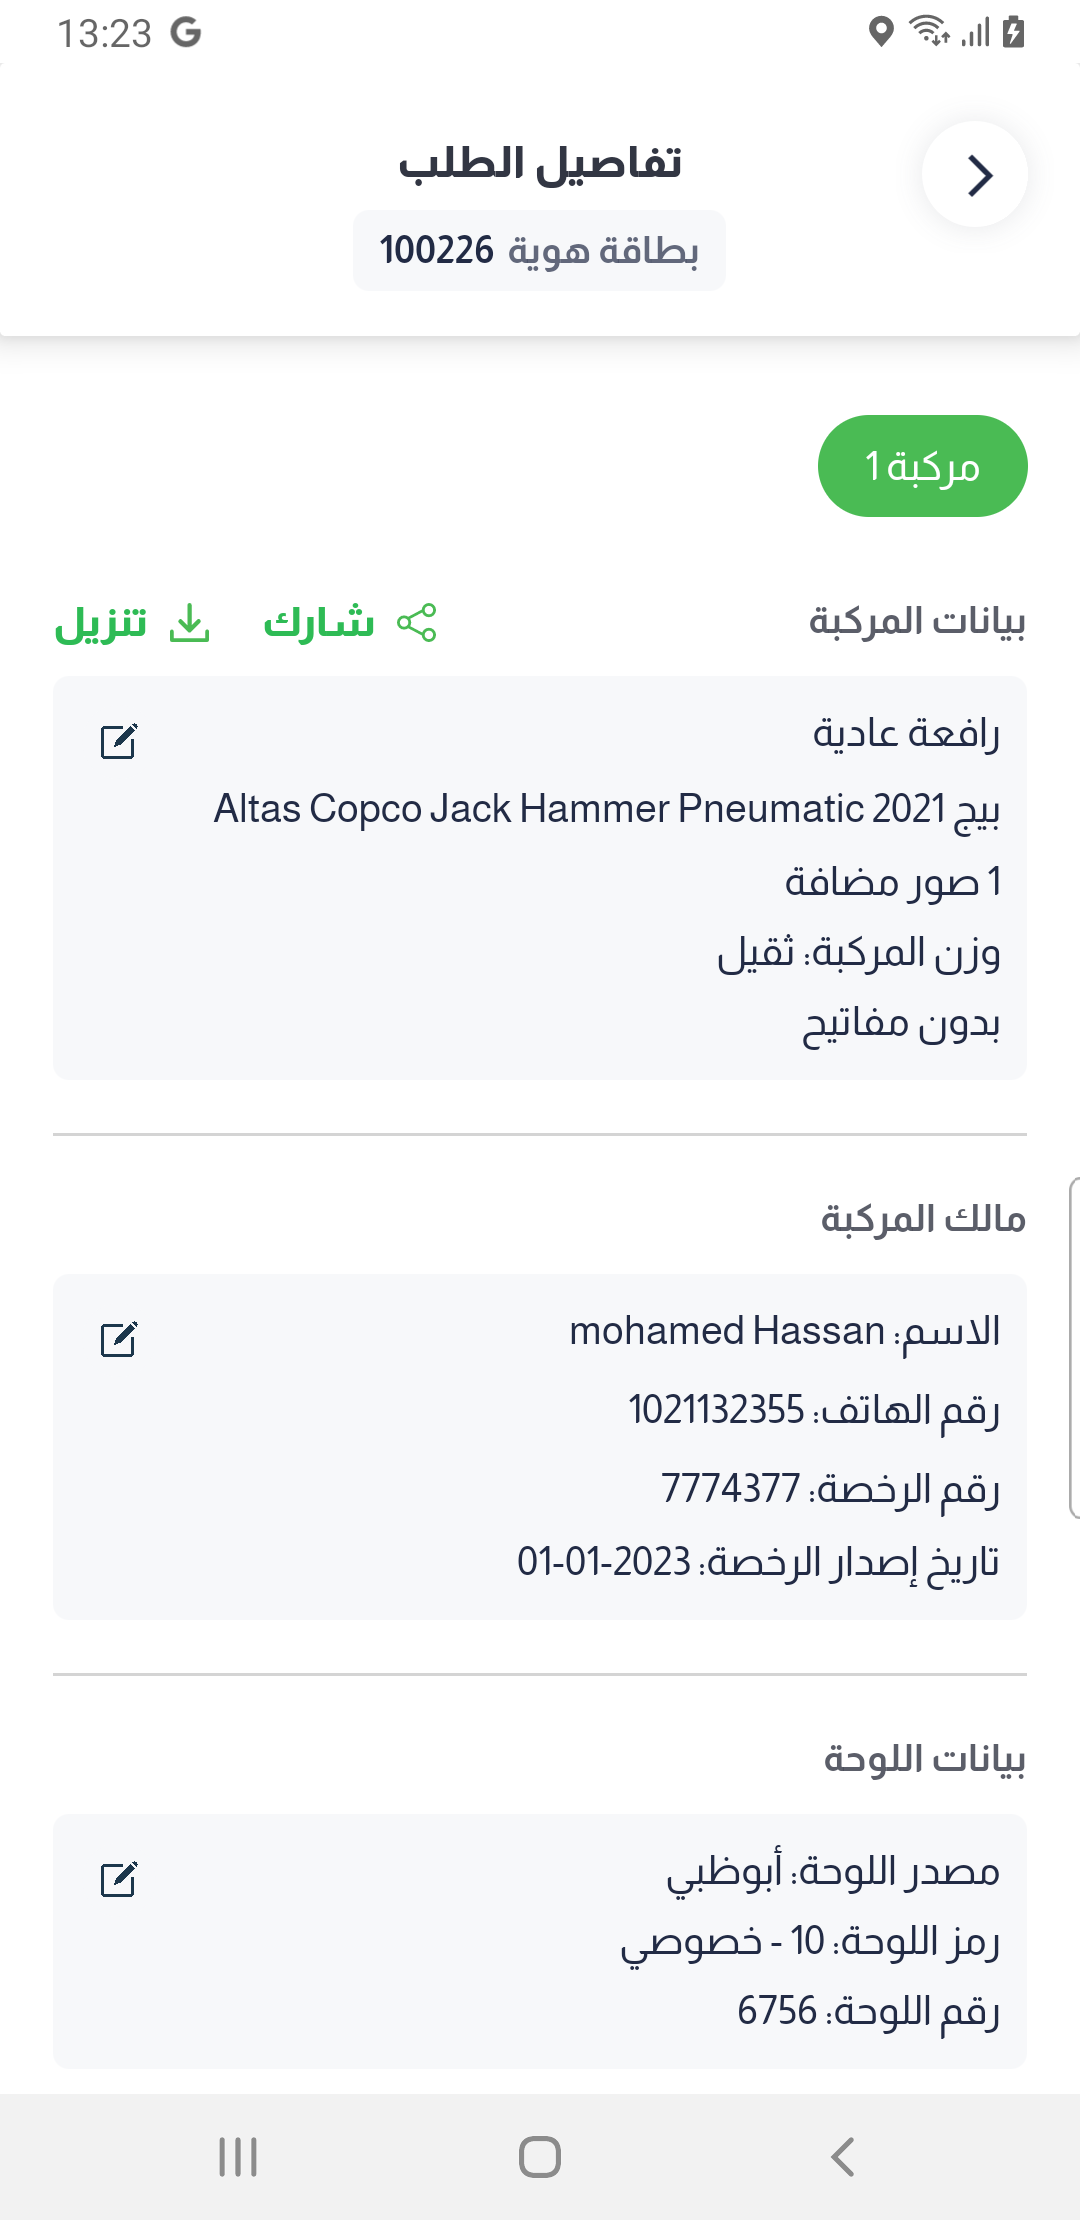 13:23
تفاصيل الطلب
بطاقة هوية 100226
مركبة 1
بيانات المركبة
شارك
تنزيل
رافعة عادية
بيج Altas Copco Jack Hammer Pneumatic 2021
1 صور مضافة
وزن المركبة: ثقيل
بدون مفاتيح
مالك المركبة
الاسم: mohamed Hassan
رقم الهاتف: 1021132355
رقم الرخصة: 7774377
تاريخ إصدار الرخصة: 2023-01-01
بيانات اللوحة
مصدر اللوحة: أبوظبي
رمز اللوحة: 10 - خصوصي
رقم اللوحة: 6756